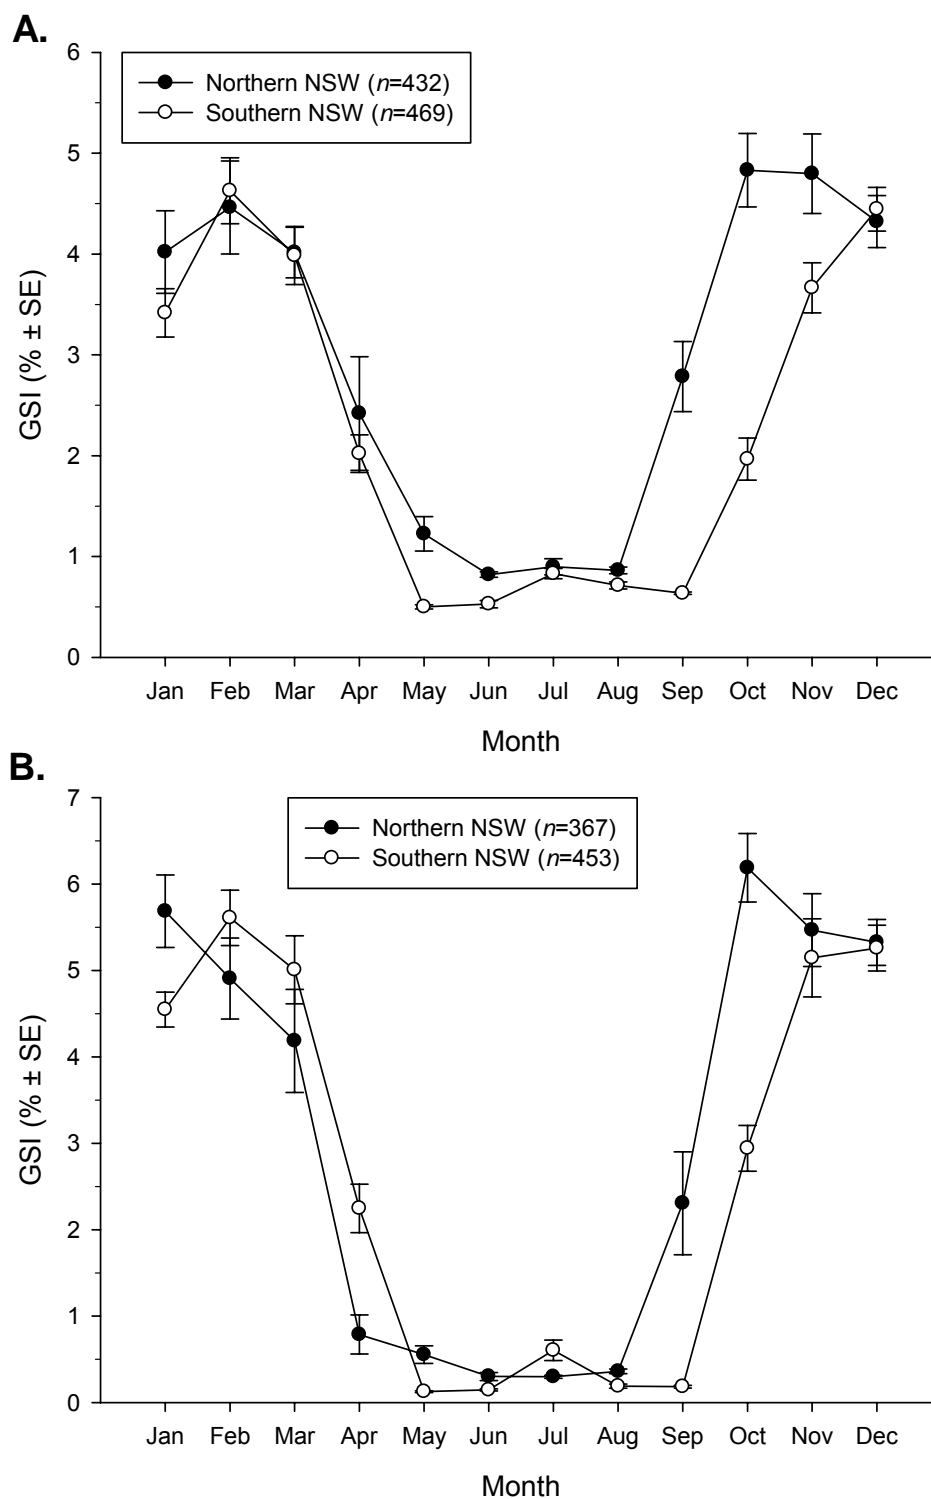 A.
6
Northern NSW (n=432)
Southern NSW (n=469)
5
4
3
2
1
0
GSI (% ± SE)
Jan Feb Mar Apr May Jun Jul Aug Sep Oct Nov Dec
Month
B.
7
Northern NSW (n=367)
Southern NSW (n=453)
6
5
4
3
2
1
0
GSI (% ± SE)
Jan Feb Mar Apr May Jun Jul Aug Sep Oct Nov Dec
Month